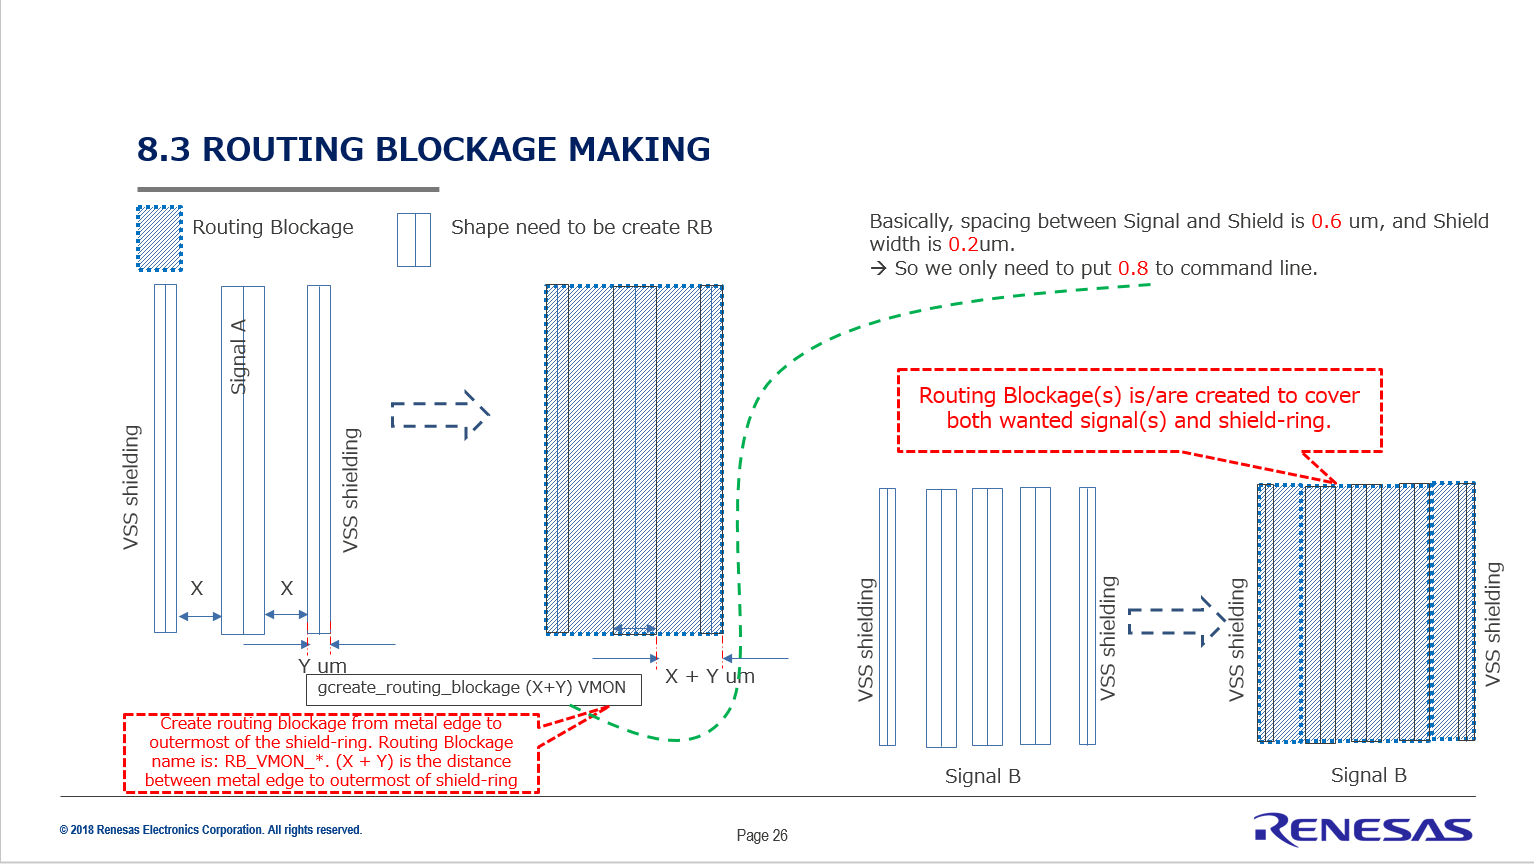 8.3 ROUTING BLOCKAGE MAKING
Routing Blockage
Shape need to be create RB
Basically, spacing between Signal and Shield is 0.6 um, and Shield
width is 0.2um.
→ So we only need to put 0.8 to command line.
Signal A
VSS shielding
VSS shielding
X
X
Y um
X + Y um
gcreate_routing_blockage (X+Y) VMON
Create routing blockage from metal edge to
outermost of the shield-ring. Routing Blockage
name is: RB_VMON_*. (X + Y) is the distance
between metal edge to outermost of shield-ring
Routing Blockage(s) is/are created to cover
both wanted signal(s) and shield-ring.
VSS shielding
VSS shielding
VSS shielding
VSS shielding
Signal B
Signal B
© 2018 Renesas Electronics Corporation. All rights reserved.
Page 26
RENESAS